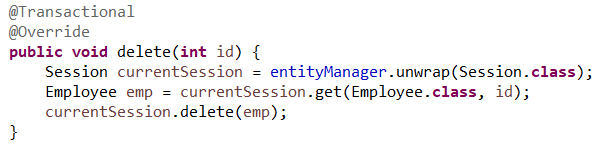 @Transactional
@Override
public void delete(int id) {
    Session currentSession = entityManager.unwrap(Session.class);
    Employee emp = currentSession.get(Employee.class, id);
    currentSession.delete(emp);
}